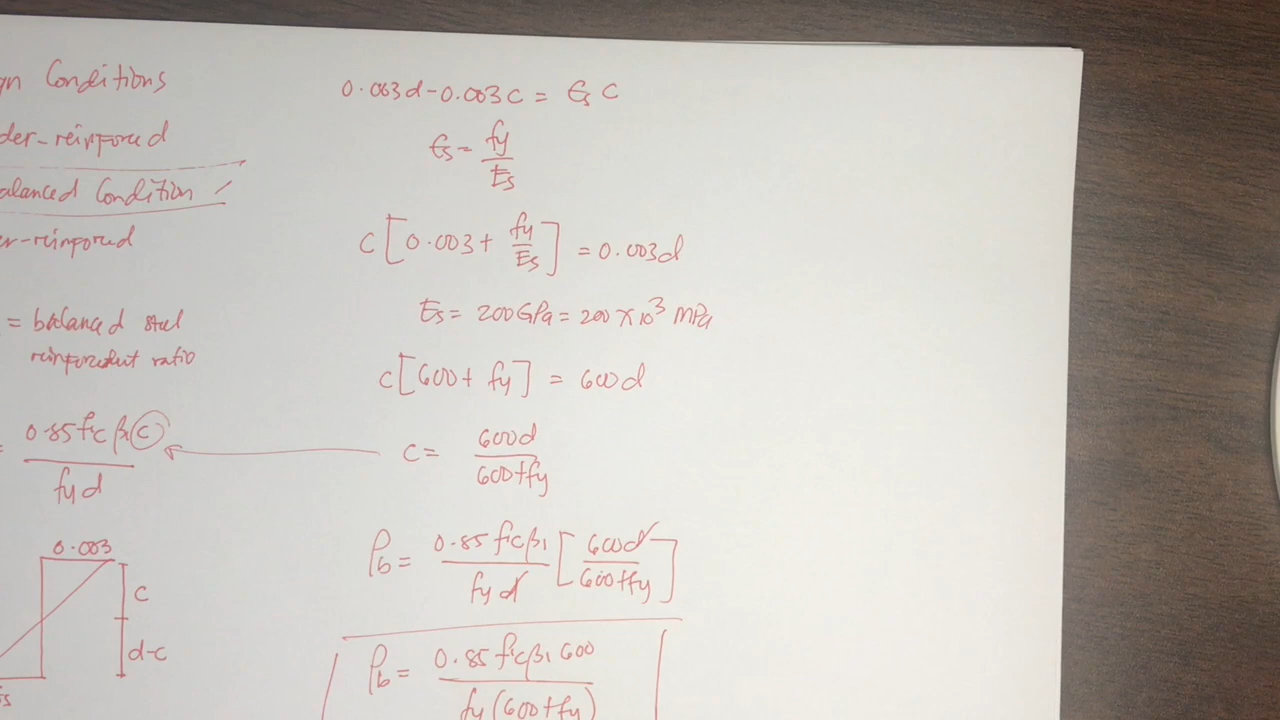 gn Conditions
der-reinforced
alanced Condition
er-reinforced
= balanced steel
reinforcement ratio
= 0.85 f'c β1 c / fy d
0.003
c
d-c
εs
0.003d - 0.003c = εs c
εs = fy / Es
c [ 0.003 + fy / Es ] = 0.003d
Es = 200 GPa = 200 × 10³ MPa
c [ 600 + fy ] = 600d
c = 600d / 600+fy
ρb = 0.85 f'c β1 / fy d [ 600d / 600+fy ]
ρb = 0.85 f'c β1 600 / fy (600+fy)